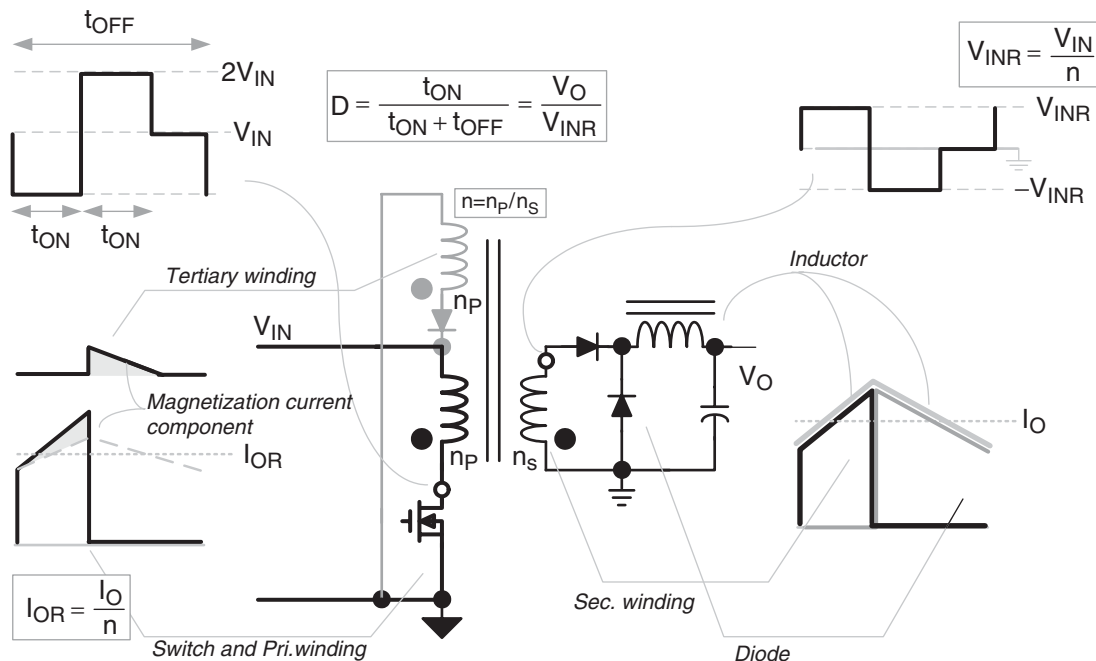 tOFF
2VIN
VIN
tON
tON
D = tON / (tON + tOFF) = VO / VINR
VINR = VIN / n
VINR
−VINR
n=nP/nS
Tertiary winding
nP
Inductor
VIN
VO
Magnetization current
component
IOR
nP
nS
IO
IOR = IO / n
Sec. winding
Switch and Pri.winding
Diode